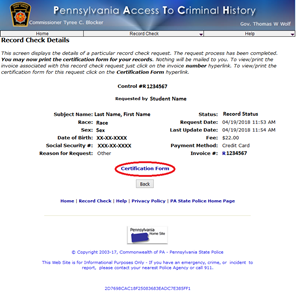 Pennsylvania Access To Criminal History
Commissioner Tyree C. Blocker
Gov. Thomas W Wolf
Home Record Check Help
Record Check Details
This screen displays the details of a particular record check request. The request process has been completed.
You may now print the certification form for your records. Nothing will be mailed to you. To view/print the
invoice associated with this record check request just click on the invoice number hyperlink. To view/print the
certification form for this request click on the Certification Form hyperlink.
Control #R1234567
Requested by Student Name
Subject Name: Last Name, First Name Status: Record Status
Race: Race Request Date: 04/19/2018 11:53 AM
Sex: Sex Last Update Date: 04/19/2018 11:54 AM
Date of Birth: XX-XX-XXXX Fee: $22.00
Social Security #: XXX-XX-XXXX Payment Method: Credit Card
Reason for Request: Other Invoice #: R1234567
Certification Form
Back
Home | Record Check | Help | Privacy Policy | PA State Police Home Page
Pennsylvania
Home Site
© Copyright 2003-17, Commonwealth of PA - Pennsylvania State Police
This Web Site is for Informational Purposes Only - If you have an emergency, crime, or incident to
report, please contact your nearest Police Agency or call 911.